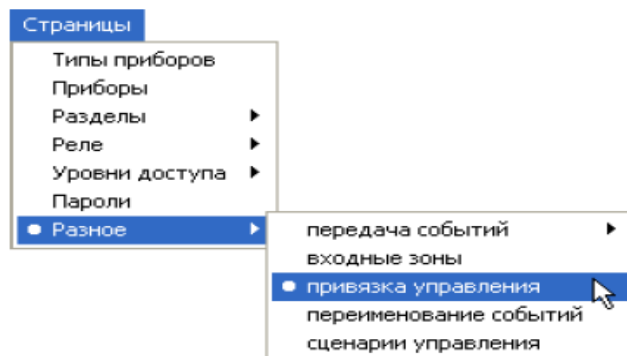 Страницы
Типы приборов
Приборы
Разделы
Реле
Уровни доступа
Пароли
Разное
передача событий
входные зоны
привязка управления
переименование событий
сценарии управления